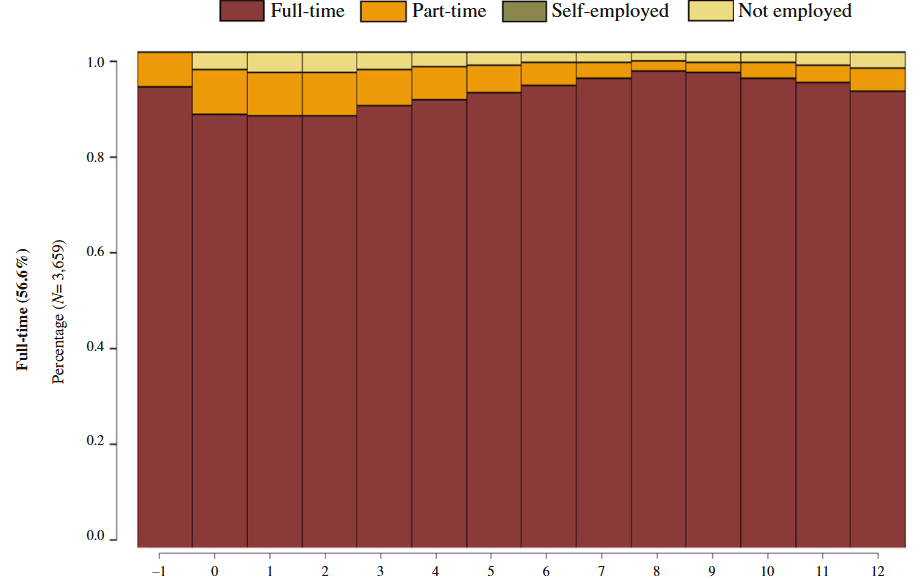 Full-time Part-time Self-employed Not employed
Full-time (56.6%)
Percentage (N= 3,659)
1.0
0.8
0.6
0.4
0.2
0.0
–1 0 1 2 3 4 5 6 7 8 9 10 11 12